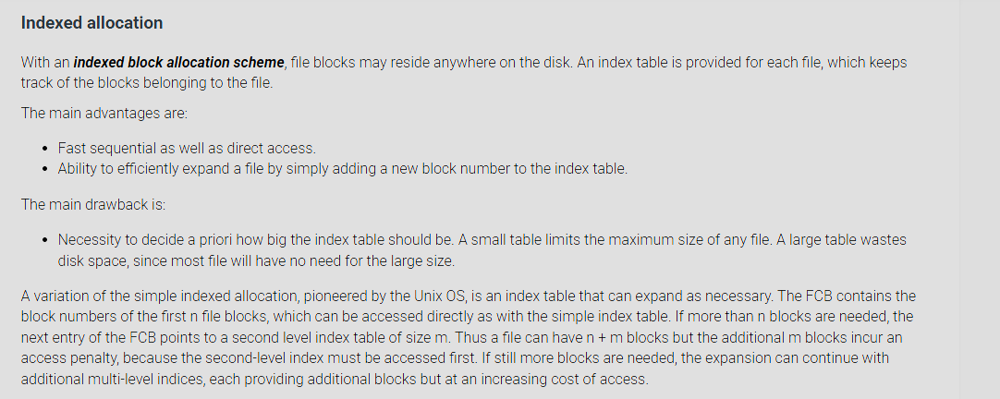 Indexed allocation
With an indexed block allocation scheme, file blocks may reside anywhere on the disk. An index table is provided for each file, which keeps
track of the blocks belonging to the file.
The main advantages are:
• Fast sequential as well as direct access.
• Ability to efficiently expand a file by simply adding a new block number to the index table.
The main drawback is:
• Necessity to decide a priori how big the index table should be. A small table limits the maximum size of any file. A large table wastes
disk space, since most file will have no need for the large size.
A variation of the simple indexed allocation, pioneered by the Unix OS, is an index table that can expand as necessary. The FCB contains the
block numbers of the first n file blocks, which can be accessed directly as with the simple index table. If more than n blocks are needed, the
next entry of the FCB points to a second level index table of size m. Thus a file can have n + m blocks but the additional m blocks incur an
access penalty, because the second-level index must be accessed first. If still more blocks are needed, the expansion can continue with
additional multi-level indices, each providing additional blocks but at an increasing cost of access.